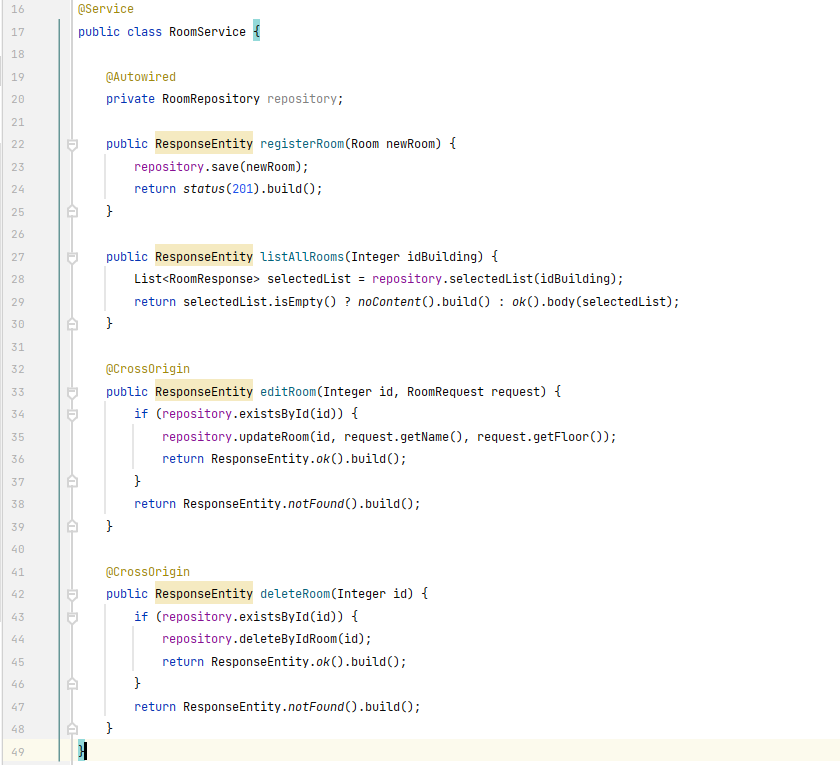 16 @Service
17 public class RoomService {
18
19     @Autowired
20     private RoomRepository repository;
21
22     public ResponseEntity registerRoom(Room newRoom) {
23         repository.save(newRoom);
24         return status(201).build();
25     }
26
27     public ResponseEntity listAllRooms(Integer idBuilding) {
28         List<RoomResponse> selectedList = repository.selectedList(idBuilding);
29         return selectedList.isEmpty() ? noContent().build() : ok().body(selectedList);
30     }
31
32     @CrossOrigin
33     public ResponseEntity editRoom(Integer id, RoomRequest request) {
34         if (repository.existsById(id)) {
35             repository.updateRoom(id, request.getName(), request.getFloor());
36             return ResponseEntity.ok().build();
37         }
38         return ResponseEntity.notFound().build();
39     }
40
41     @CrossOrigin
42     public ResponseEntity deleteRoom(Integer id) {
43         if (repository.existsById(id)) {
44             repository.deleteByIdRoom(id);
45             return ResponseEntity.ok().build();
46         }
47         return ResponseEntity.notFound().build();
48     }
49 }